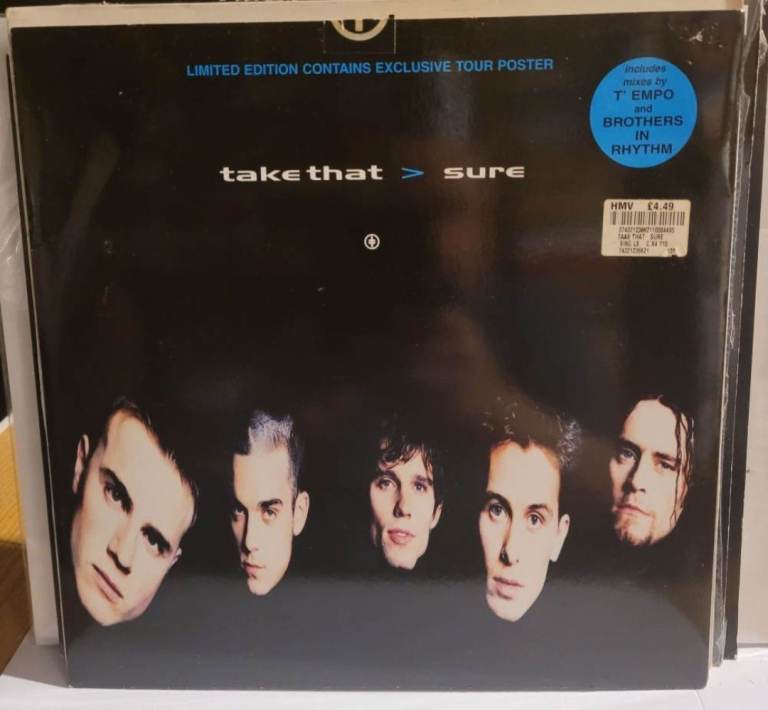 LIMITED EDITION CONTAINS EXCLUSIVE TOUR POSTER
includes
mixes by
T' EMPO
and
BROTHERS
IN
RHYTHM
take that > sure
HMV £4.49
TAKE THAT SURE